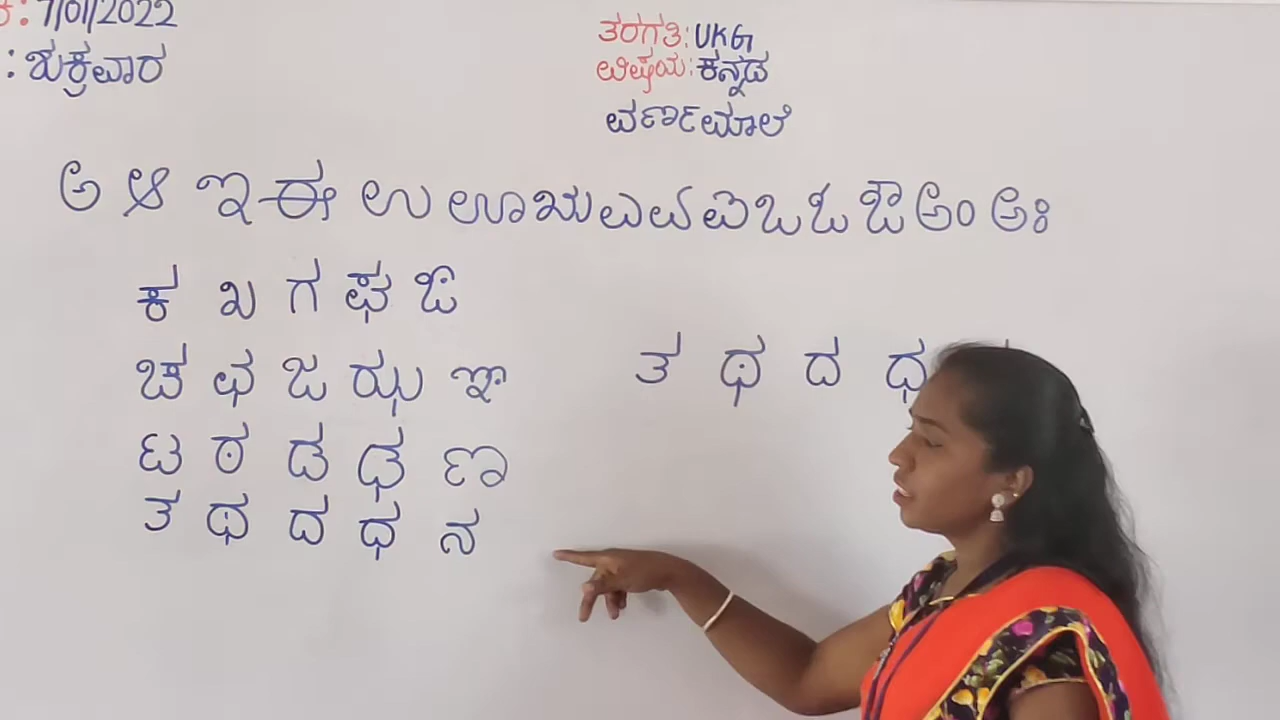 : 7/01/2022
: ಶುಕ್ರವಾರ
ತರಗತಿ: UKG
ವಿಷಯ: ಕನ್ನಡ
ವರ್ಣಮಾಲೆ
ಅ ಆ ಇ ಈ ಉ ಊ ಋ ಎ ಏ ಐ ಒ ಓ ಔ ಅಂ ಅಃ
ಕ ಖ ಗ ಘ ಙ
ಚ ಛ ಜ ಝ ಞ
ಟ ಠ ಡ ಢ ಣ
ತ ಥ ದ ಧ ನ
ತ ಥ ದ ಧ